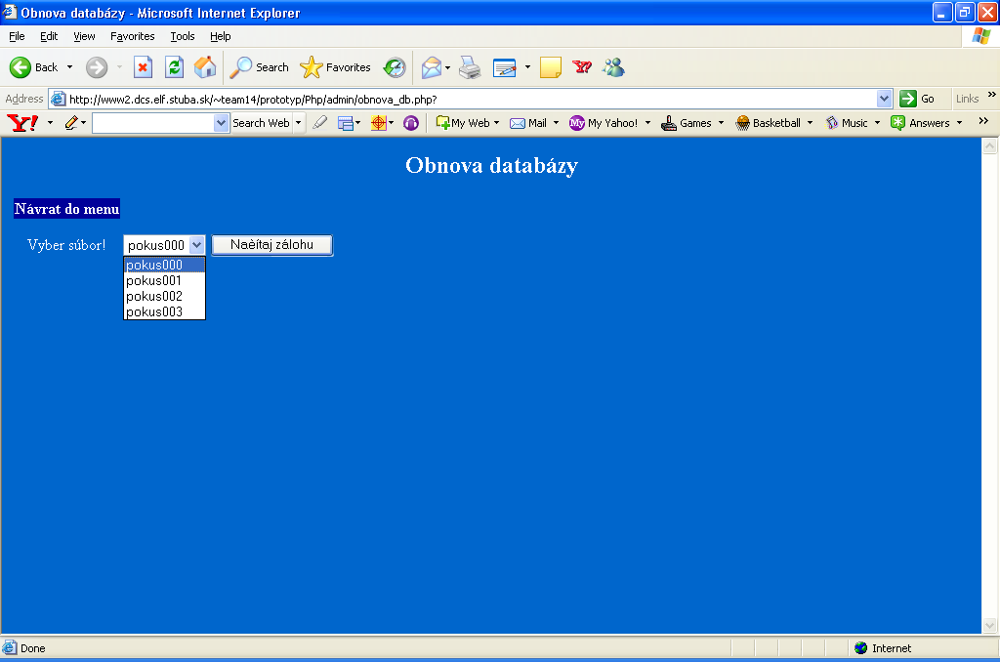 Obnova databázy - Microsoft Internet Explorer
File Edit View Favorites Tools Help
Back Search Favorites
Address http://www2.dcs.elf.stuba.sk/~team14/prototyp/Php/admin/obnova_db.php? Go Links »
Y! Search Web My Web Mail My My Yahoo! Games Basketball Music Answers »
Obnova databázy
Návrat do menu
Vyber súbor! pokus000 Naèítaj zálohu
pokus000
pokus001
pokus002
pokus003
Done Internet